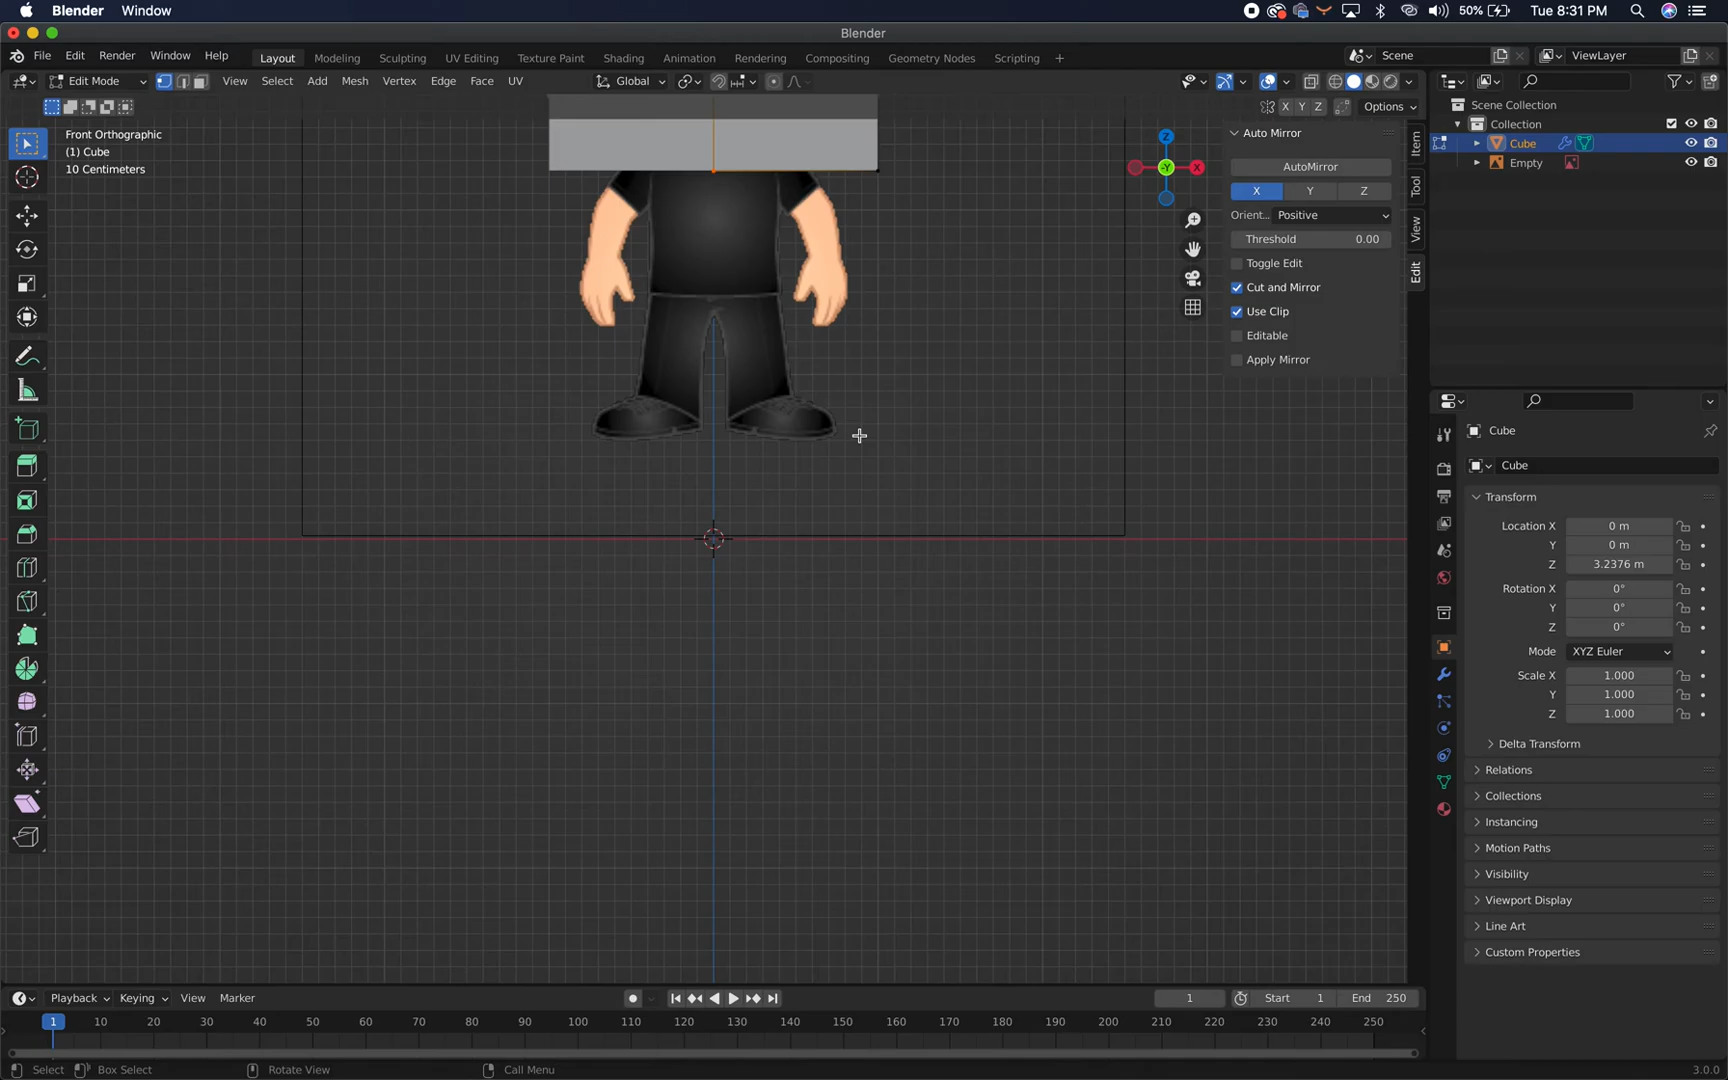 Blender Window 50% Tue 8:31 PM
Blender
File Edit Render Window Help Layout Modeling Sculpting UV Editing Texture Paint Shading Animation Rendering Compositing Geometry Nodes Scripting + Scene ViewLayer
Edit Mode View Select Add Mesh Vertex Edge Face UV Global
X Y Z Options
Scene Collection
Collection
Cube
Empty
Front Orthographic
(1) Cube
10 Centimeters
Z
-Y
X
Auto Mirror
AutoMirror
X Y Z
Orient... Positive
Threshold 0.00
Toggle Edit
Cut and Mirror
Use Clip
Editable
Apply Mirror
Item
Tool
View
Edit
Cube
Cube
Transform
Location X 0 m
Y 0 m
Z 3.2376 m
Rotation X 0°
Y 0°
Z 0°
Mode XYZ Euler
Scale X 1.000
Y 1.000
Z 1.000
Delta Transform
Relations
Collections
Instancing
Motion Paths
Visibility
Viewport Display
Line Art
Custom Properties
Playback Keying View Marker 1 Start 1 End 250
1 10 20 30 40 50 60 70 80 90 100 110 120 130 140 150 160 170 180 190 200 210 220 230 240 250
Select Box Select Rotate View Call Menu 3.0.0